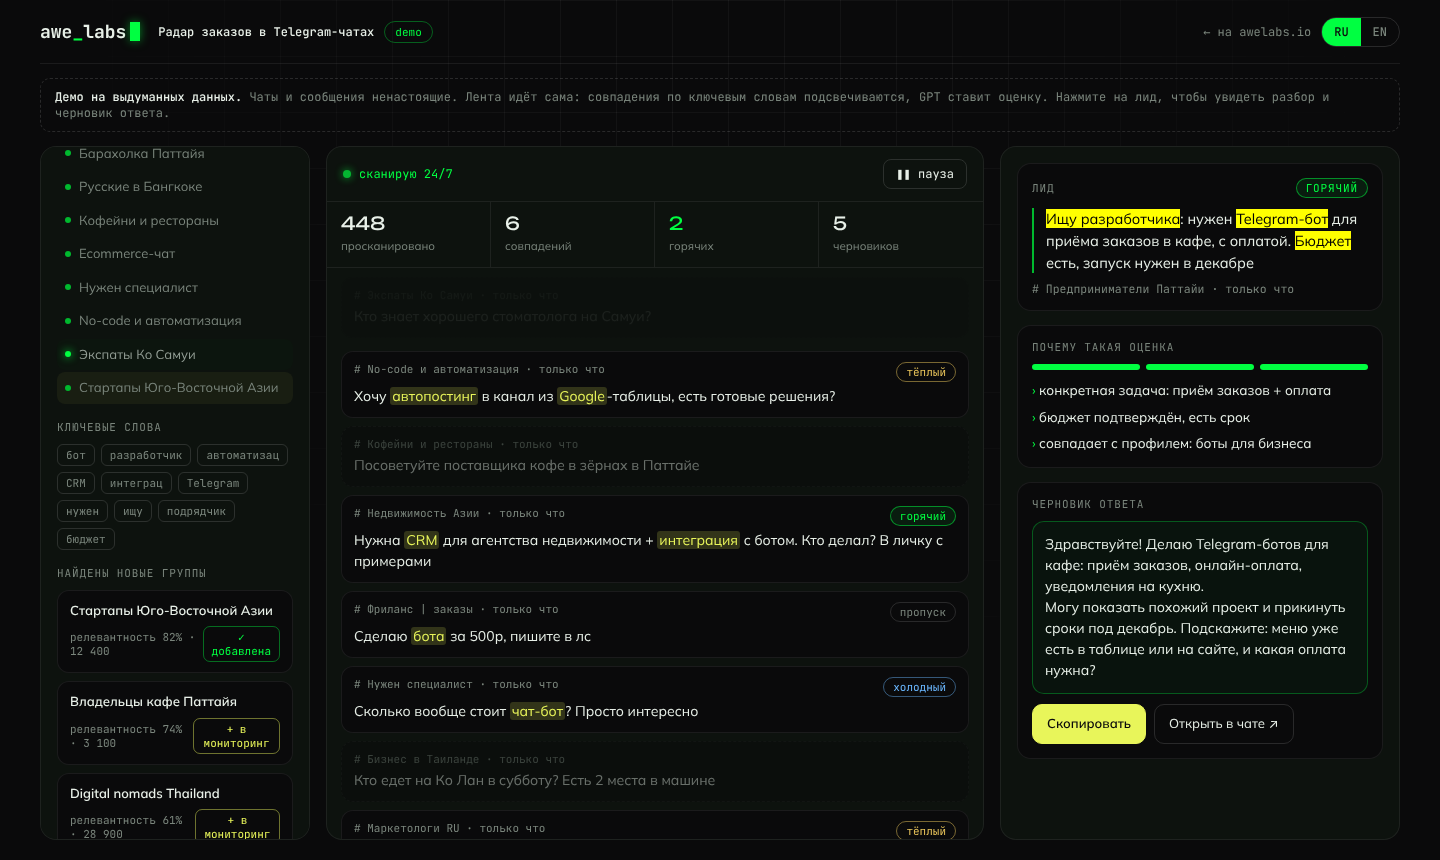 awe_labs
Радар заказов в Telegram-чатах
demo
← на awelabs.io
RU
EN
Демо на выдуманных данных. Чаты и сообщения ненастоящие. Лента идёт сама: совпадения по ключевым словам подсвечиваются, GPT ставит оценку. Нажмите на лид, чтобы увидеть разбор и
черновик ответа.
Барахолка Паттайя
Русские в Бангкоке
Кофейни и рестораны
Ecommerce-чат
Нужен специалист
No-code и автоматизация
Экспаты Ко Самуи
Стартапы Юго-Восточной Азии
КЛЮЧЕВЫЕ СЛОВА
бот
разработчик
автоматизац
CRM
интеграц
Telegram
нужен
ищу
подрядчик
бюджет
НАЙДЕНЫ НОВЫЕ ГРУППЫ
Стартапы Юго-Восточной Азии
релевантность 82% ·
12 400
✓
добавлена
Владельцы кафе Паттайя
релевантность 74%
· 3 100
+ в
мониторинг
Digital nomads Thailand
релевантность 61%
· 28 900
+ в
мониторинг
сканирую 24/7
пауза
448
просканировано
6
совпадений
2
горячих
5
черновиков
# Экспаты Ко Самуи · только что
Кто знает хорошего стоматолога на Самуи?
# No-code и автоматизация · только что
тёплый
Хочу автопостинг в канал из Google-таблицы, есть готовые решения?
# Кофейни и рестораны · только что
Посоветуйте поставщика кофе в зёрнах в Паттайе
# Недвижимость Азии · только что
горячий
Нужна CRM для агентства недвижимости + интеграция с ботом. Кто делал? В личку с
примерами
# Фриланс | заказы · только что
пропуск
Сделаю бота за 500р, пишите в лс
# Нужен специалист · только что
холодный
Сколько вообще стоит чат-бот? Просто интересно
# Бизнес в Таиланде · только что
Кто едет на Ко Лан в субботу? Есть 2 места в машине
# Маркетологи RU · только что
тёплый
ЛИД
ГОРЯЧИЙ
Ищу разработчика: нужен Telegram-бот для
приёма заказов в кафе, с оплатой. Бюджет
есть, запуск нужен в декабре
# Предприниматели Паттайи · только что
ПОЧЕМУ ТАКАЯ ОЦЕНКА
› конкретная задача: приём заказов + оплата
› бюджет подтверждён, есть срок
› совпадает с профилем: боты для бизнеса
ЧЕРНОВИК ОТВЕТА
Здравствуйте! Делаю Telegram-ботов для
кафе: приём заказов, онлайн-оплата,
уведомления на кухню.
Могу показать похожий проект и прикинуть
сроки под декабрь. Подскажите: меню уже
есть в таблице или на сайте, и какая оплата
нужна?
Скопировать
Открыть в чате ↗